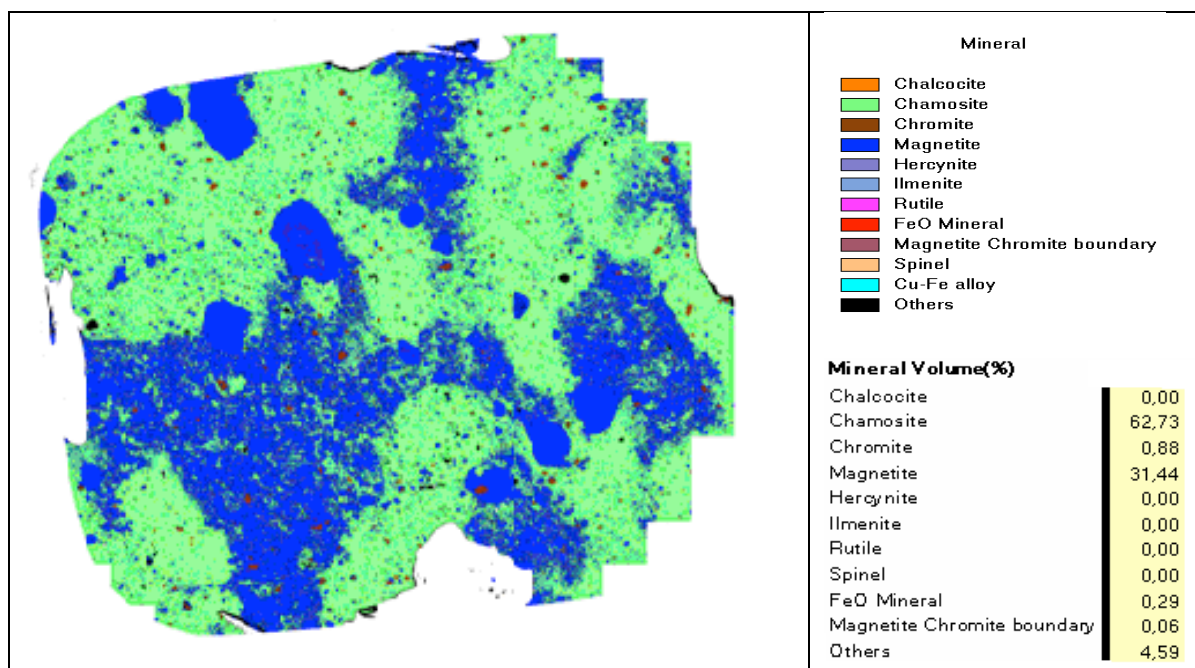 Mineral
Chalcocite
Chamosite
Chromite
Magnetite
Hercynite
Ilmenite
Rutile
FeO Mineral
Magnetite Chromite boundary
Spinel
Cu-Fe alloy
Others
Mineral Volume(%)
Chalcocite 0,00
Chamosite 62,73
Chromite 0,88
Magnetite 31,44
Hercynite 0,00
Ilmenite 0,00
Rutile 0,00
Spinel 0,00
FeO Mineral 0,29
Magnetite Chromite boundary 0,06
Others 4,59